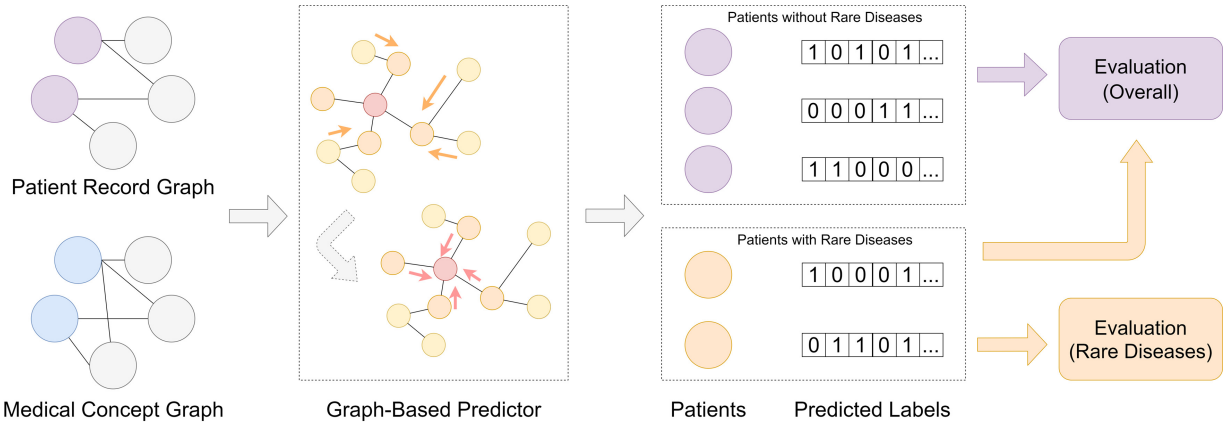 Patient Record Graph
Medical Concept Graph
Graph-Based Predictor
Patients without Rare Diseases
1 0 1 0 1 ...
0 0 0 1 1 ...
1 1 0 0 0 ...
Patients with Rare Diseases
1 0 0 0 1 ...
0 1 1 0 1 ...
Patients
Predicted Labels
Evaluation
(Overall)
Evaluation
(Rare Diseases)